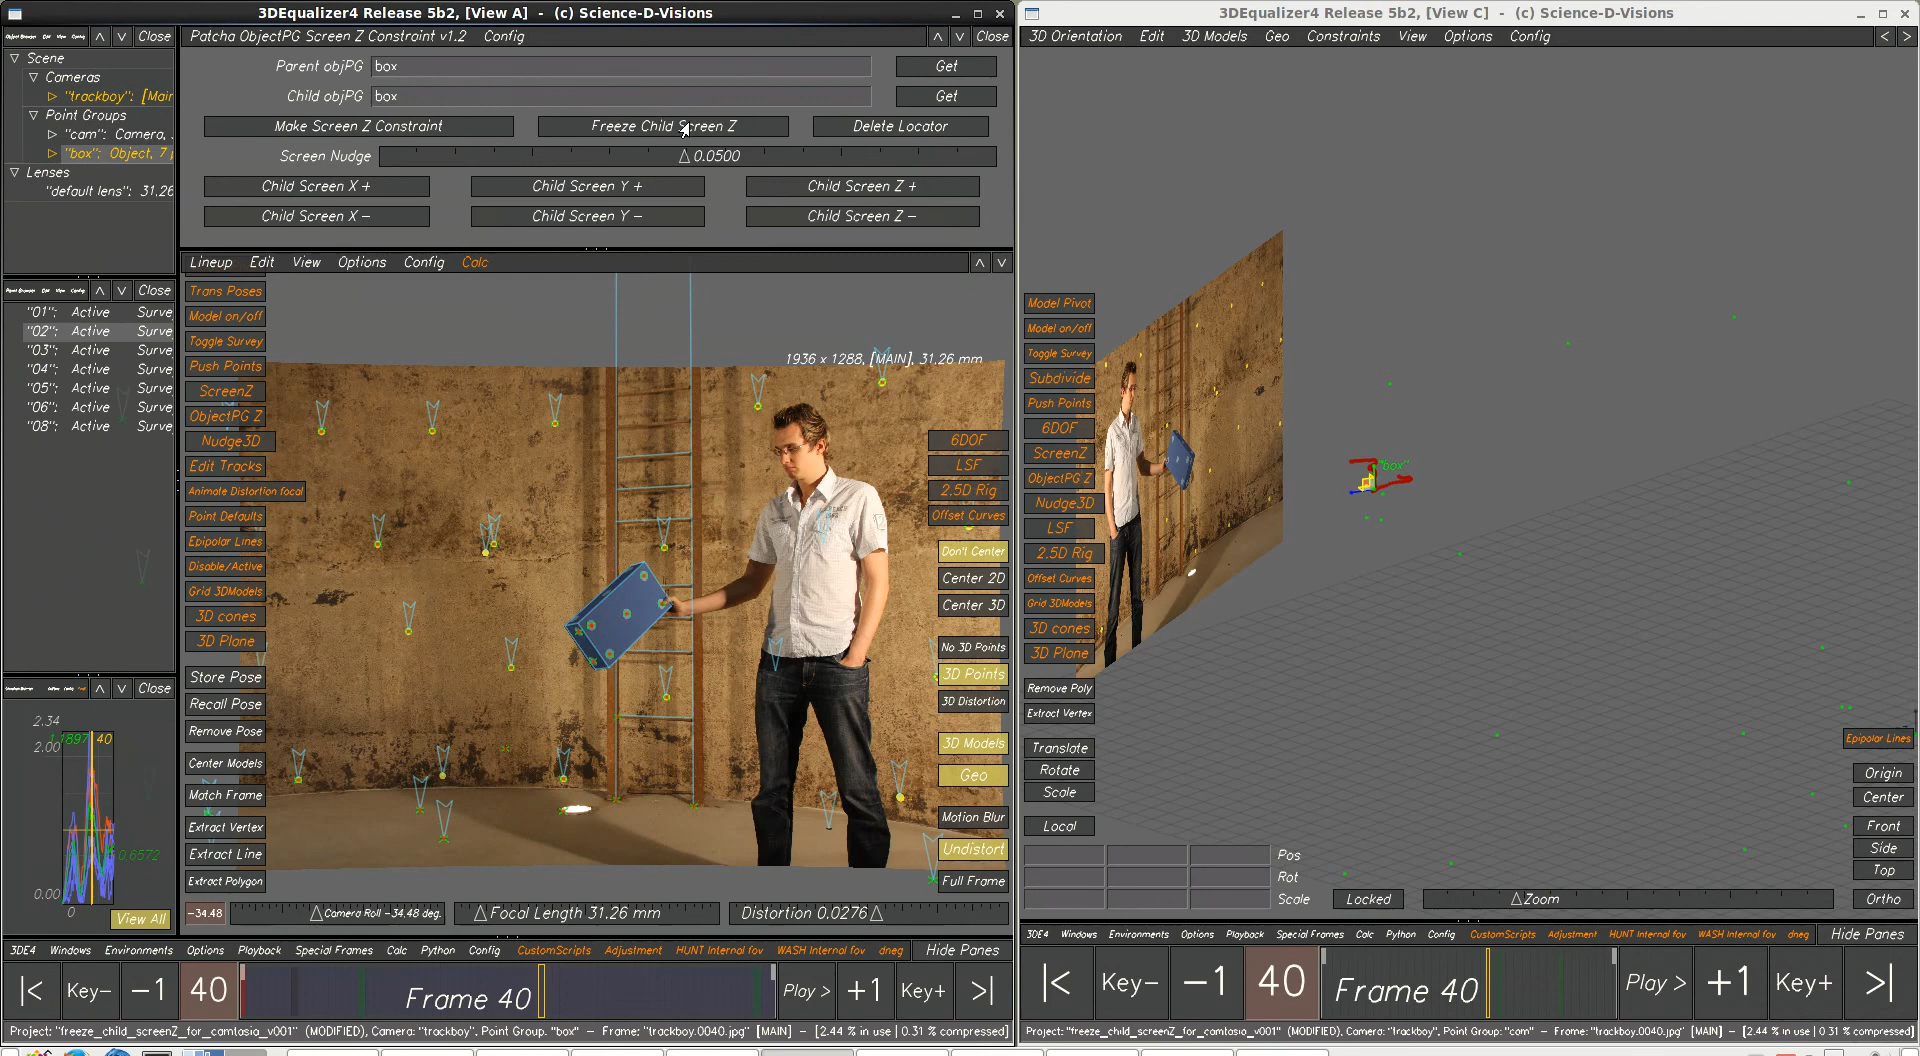 3DEqualizer4 Release 5b2, [View A]  -  (c) Science-D-Visions
Close
Patcha ObjectPG Screen Z Constraint v1.2 Config Close
Scene
Cameras
"trackboy": [Main
Point Groups
"cam": Camera,
"box": Object, 7
Lenses
"default lens": 31.26
Parent objPG box Get
Child objPG box Get
Make Screen Z Constraint Freeze Child Screen Z Delete Locator
Screen Nudge 0.0500
Child Screen X + Child Screen Y + Child Screen Z +
Child Screen X - Child Screen Y - Child Screen Z -
Close
"01": Active Surve
"02": Active Surve
"03": Active Surve
"04": Active Surve
"05": Active Surve
"06": Active Surve
"08": Active Surve
Close
2.34
2.00
1.1897 40
0.6572
0.00
0
View All
Lineup Edit View Options Config Calc
1936 x 1288, [MAIN], 31.26 mm
Trans Poses
Model on/off
Toggle Survey
Push Points
ScreenZ
ObjectPG Z
Nudge3D
Edit Tracks
Animate Distortion focal
Point Defaults
Epipolar Lines
Disable/Active
Grid 3DModels
3D cones
3D Plane
Store Pose
Recall Pose
Remove Pose
Center Models
Match Frame
Extract Vertex
Extract Line
Extract Polygon
6DOF
LSF
2.5D Rig
Offset Curves
Don't Center
Center 2D
Center 3D
No 3D Points
3D Points
3D Distortion
3D Models
Geo
Motion Blur
Undistort
Full Frame
-34.48 Camera Roll -34.48 deg. Focal Length 31.26 mm Distortion 0.0276
3DE4 Windows Environments Options Playback Special Frames Calc Python Config CustomScripts Adjustment HUNT Internal fov WASH Internal fov dneg Hide Panes
|< Key- -1 40 Frame 40 Play > +1 Key+ >|
Project: "freeze_child_screenZ_for_camtasia_v001" (MODIFIED), Camera: "trackboy", Point Group: "box" - Frame: "trackboy.0040.jpg" [MAIN] - [2.44 % in use | 0.31 % compressed]
3DEqualizer4 Release 5b2, [View C]  -  (c) Science-D-Visions
3D Orientation Edit 3D Models Geo Constraints View Options Config < >
"box"
Model Pivot
Model on/off
Toggle Survey
Subdivide
Push Points
6DOF
ScreenZ
ObjectPG Z
Nudge3D
LSF
2.5D Rig
Offset Curves
Grid 3DModels
3D cones
3D Plane
Remove Poly
Extract Vertex
Translate
Rotate
Scale
Local
Epipolar Lines
Origin
Center
Front
Side
Top
Ortho
Pos
Rot
Scale Locked Zoom
3DE4 Windows Environments Options Playback Special Frames Calc Python Config CustomScripts Adjustment HUNT Internal fov WASH Internal fov dneg Hide Panes
|< Key- -1 40 Frame 40 Play > +1 Key+ >|
Project: "freeze_child_screenZ_for_camtasia_v001" (MODIFIED), Camera: "trackboy", Point Group: "cam" - Frame: "trackboy.0040.jpg" [MAIN] - [2.44 % in use | 0.31 % compressed]